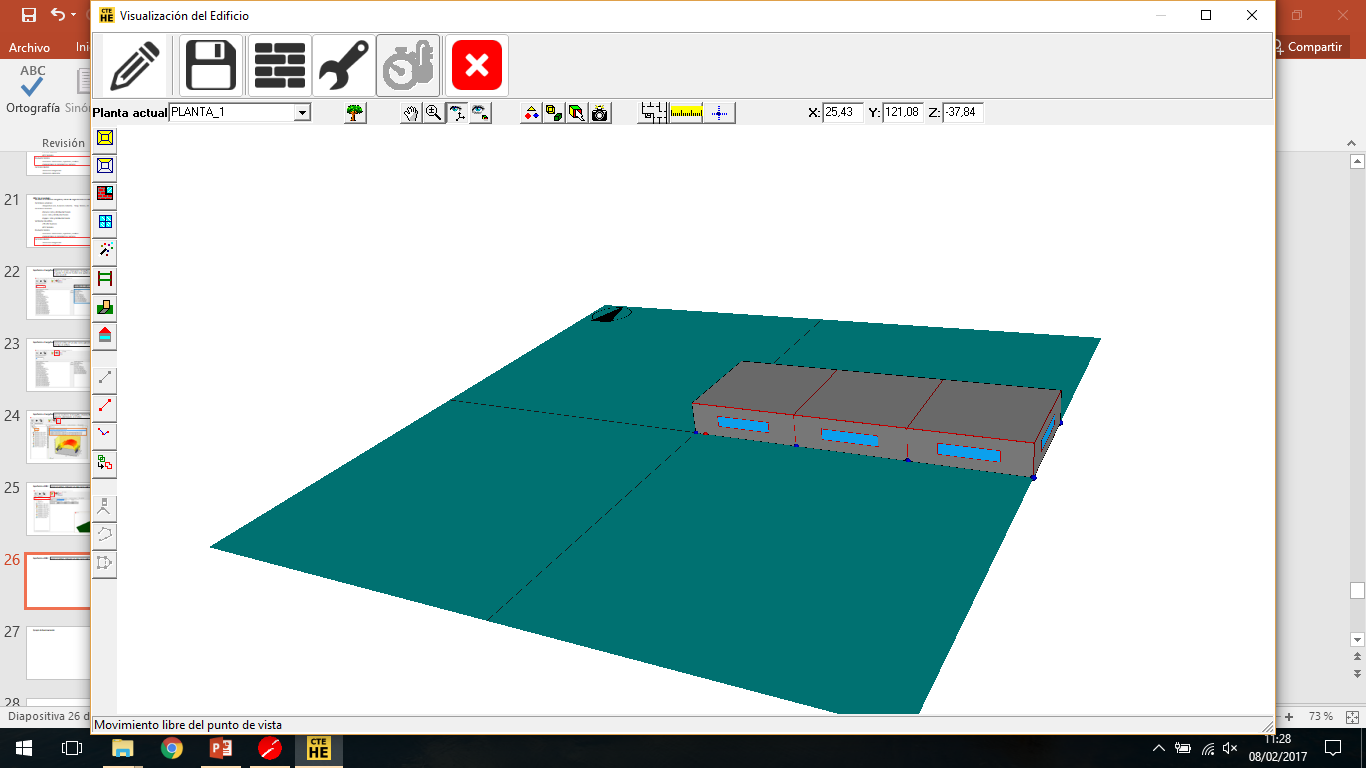 CTE
HE
Visualización del Edificio
Archivo
Compartir
ABC
Ortografía
Revisión
Planta actual
PLANTA_1
X: 25,43 Y: 121,08 Z: -37,84
21
22
23
24
25
26
27
28
Movimiento libre del punto de vista
Diapositiva 26 d
73 %
CTE
HE
11:28
08/02/2017